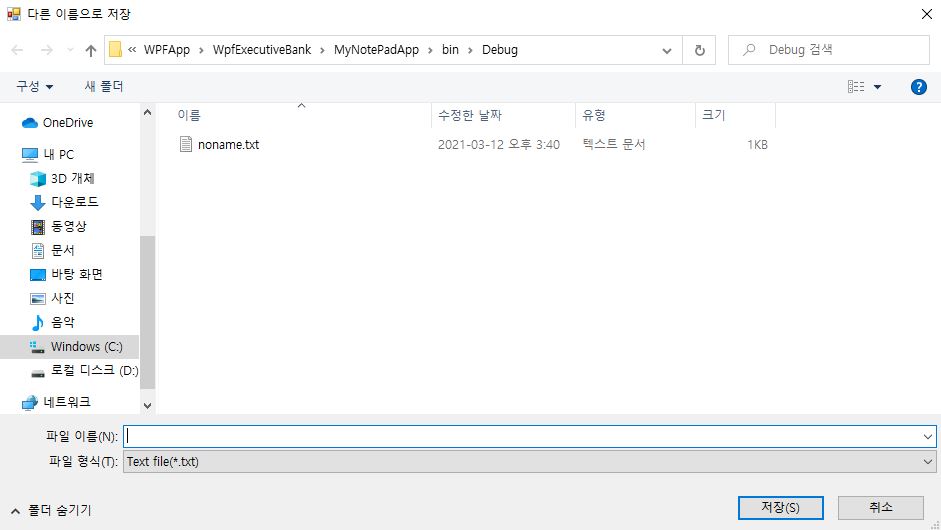 다른 이름으로 저장
« WPFApp > WpfExecutiveBank > MyNotePadApp > bin > Debug
Debug 검색
구성 새 폴더
이름 수정한 날짜 유형 크기
noname.txt 2021-03-12 오후 3:40 텍스트 문서 1KB
OneDrive
내 PC
3D 개체
다운로드
동영상
문서
바탕 화면
사진
음악
Windows (C:)
로컬 디스크 (D:)
네트워크
파일 이름(N):
파일 형식(T): Text file(*.txt)
폴더 숨기기 저장(S) 취소